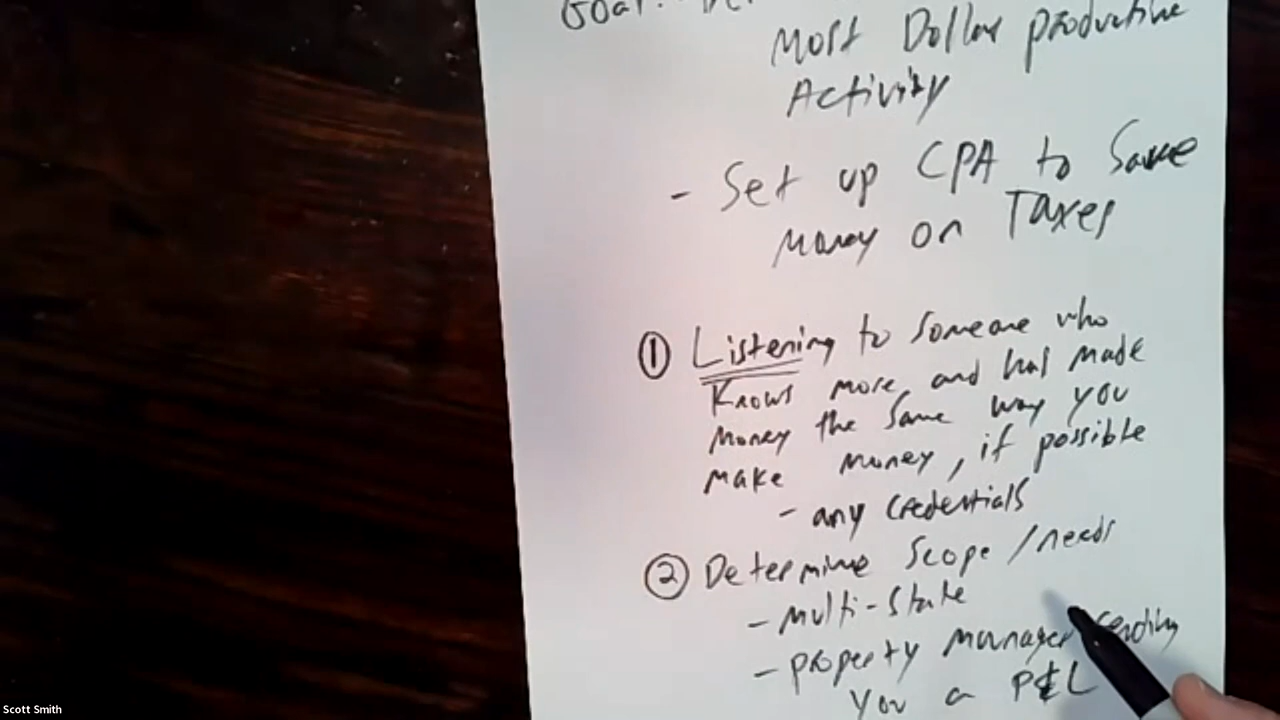 Goal:
Most Dollar productive
Activity
- Set up CPA to Save
Money on Taxes
① Listening to someone who
Knows more, and has made
Money the same way you
make money, if possible
- any credentials
② Determine Scope / needs
- Multi-State
- property manager sending
you a P&L
Scott Smith